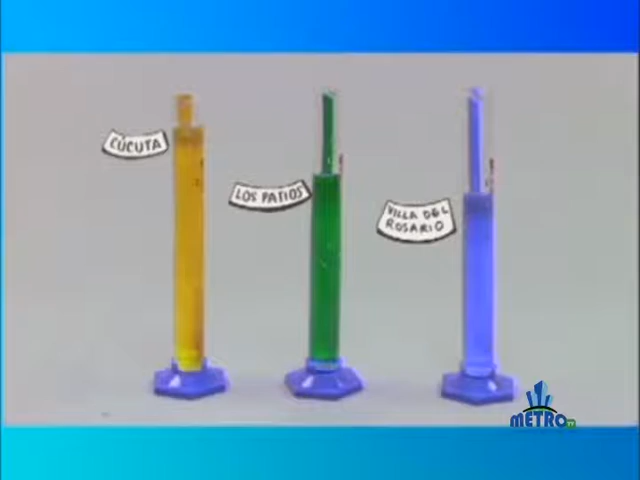 CÚCUTA
LOS PATIOS
VILLA DEL
ROSARIO
METRO